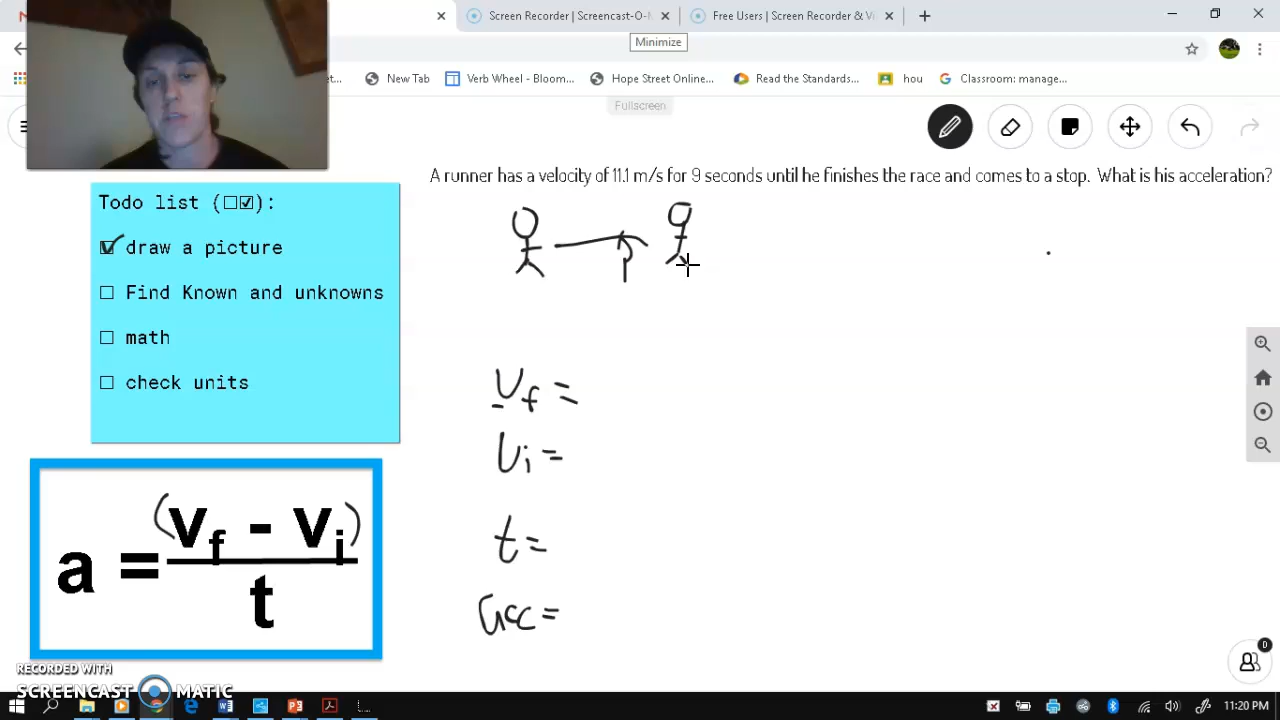 Screen Recorder | Screencast-O-M
Free Users | Screen Recorder & Vi
Minimize
et...
New Tab
Verb Wheel - Bloom...
Hope Street Online...
Read the Standards...
hou
Classroom: manage...
Fullscreen
A runner has a velocity of 11.1 m/s for 9 seconds until he finishes the race and comes to a stop. What is his acceleration?
Todo list (☐☑):
☑ draw a picture
☐ Find Known and unknowns
☐ math
☐ check units
vf =
vi =
t =
acc =
a = (vf - vi)
t
0
RECORDED WITH
SCREENCAST MATIC
11:20 PM